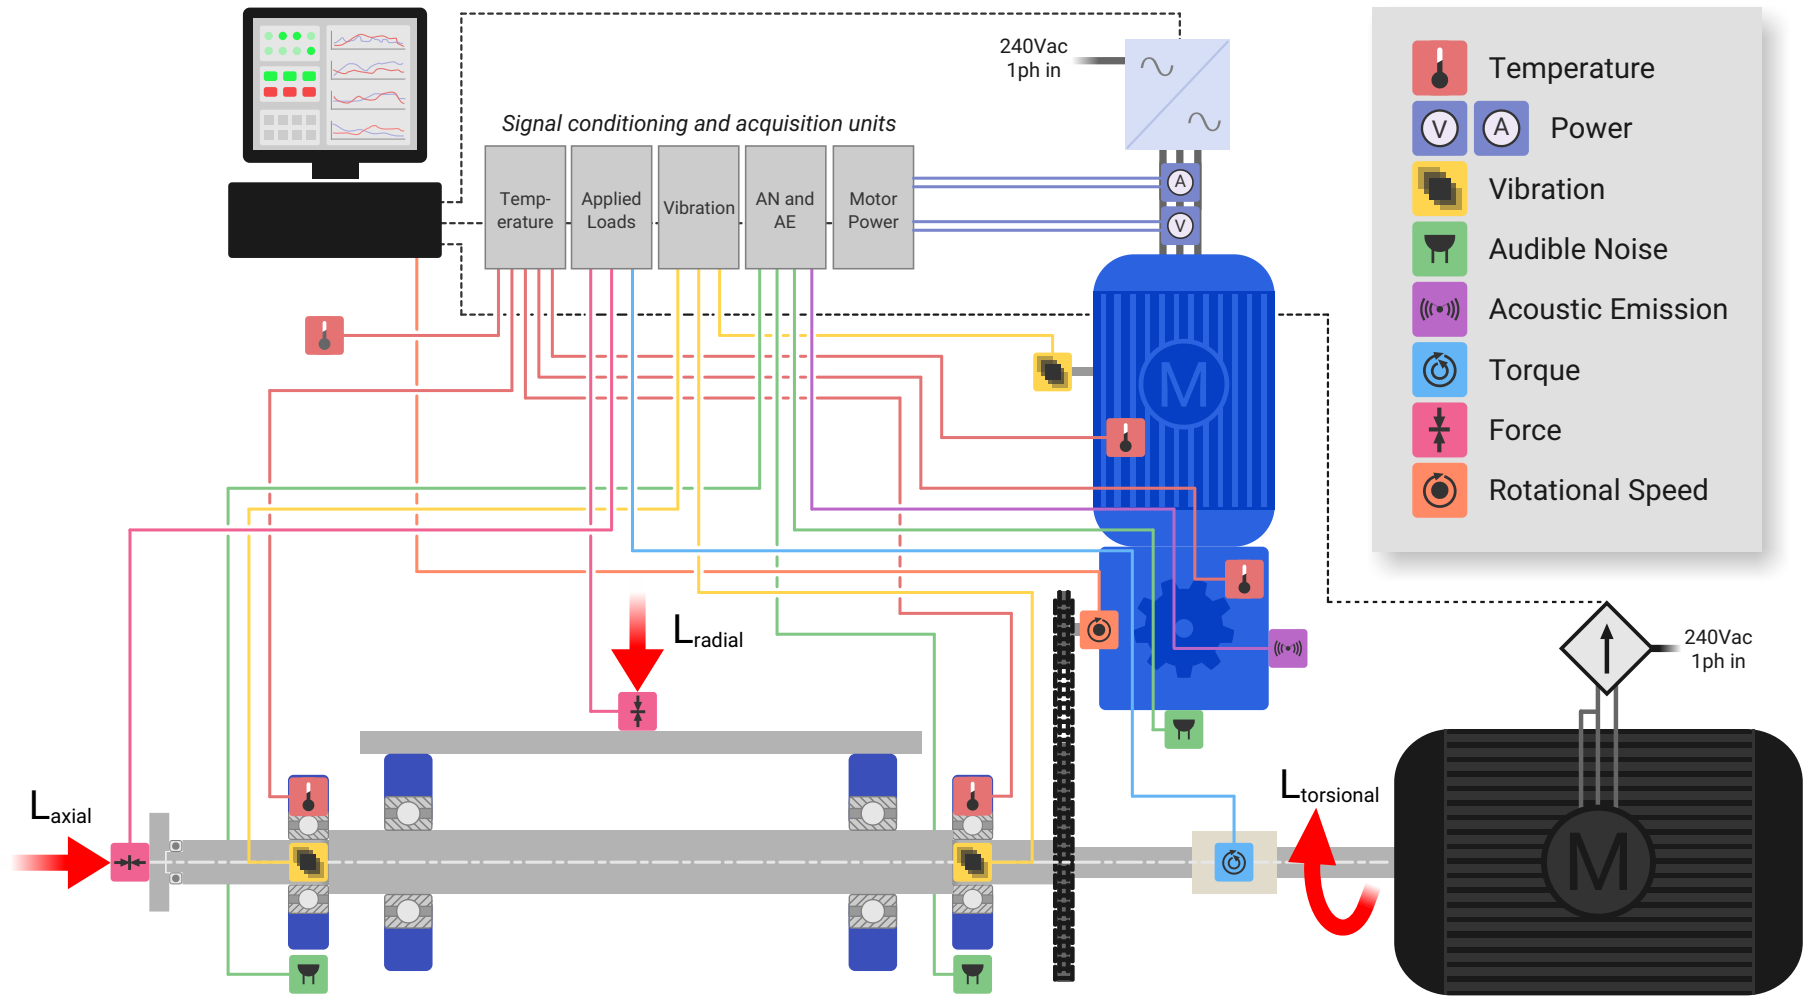 240Vac
1ph in
Signal conditioning and acquisition units
Temp-
erature
Applied
Loads
Vibration
AN and
AE
Motor
Power
A
V
M
Temperature
V A Power
Vibration
Audible Noise
Acoustic Emission
Torque
Force
Rotational Speed
Lradial
240Vac
1ph in
Laxial
Ltorsional
M